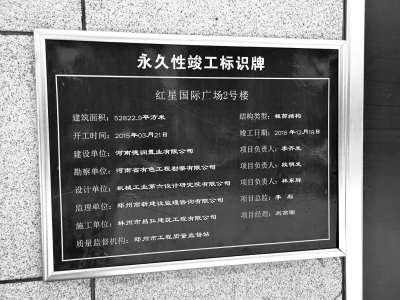 永久性竣工标识牌
红星国际广场2号楼
建筑面积：52822.9平方米 结构类型：框剪结构
开工时间：2015年03月21日 竣工日期：2018年12月18日
建设单位：河南德润置业有限公司 项目负责人：李齐发
勘察单位：河南省有色工程勘察有限公司 项目负责人：段明发
设计单位：机械工业第六设计研究院有限公司 项目负责人：林东辉
监理单位：郑州高新建设监理咨询有限公司 项目总监：李 超
施工单位：林州市昌弘建筑工程有限公司 项目经理：刘高国
质量监督机构：郑州市工程质量监督站